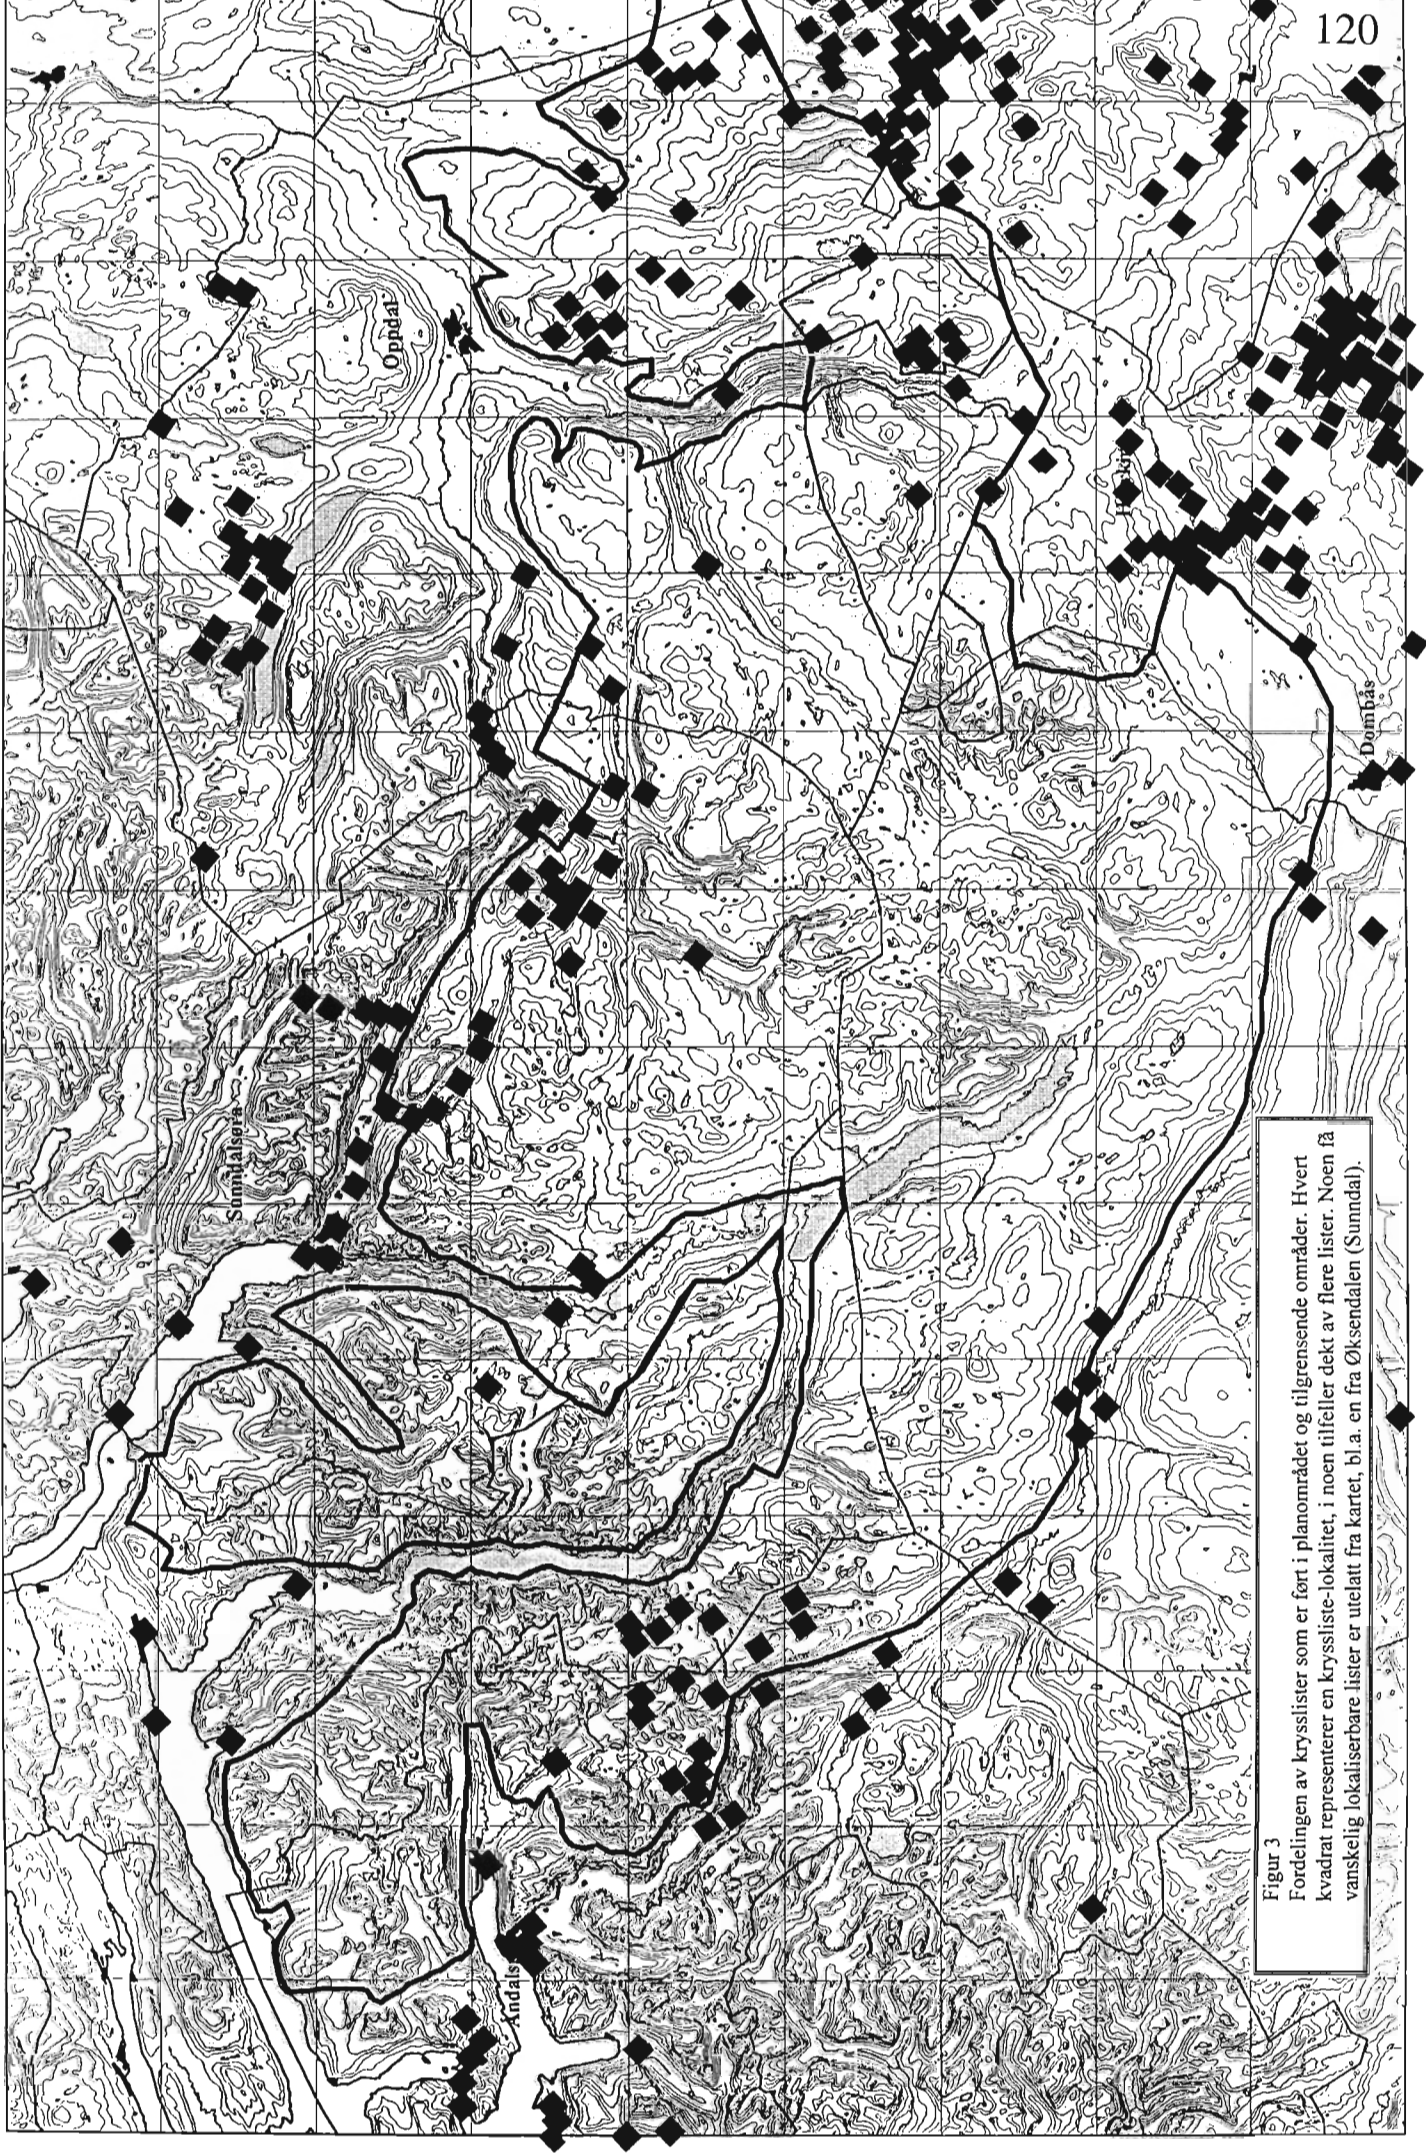 120
Oppdal
Sunndalsøra
Dombås
Figur 3
Fordelingen av krysslister som er ført i planområdet og tilgrensende områder. Hvert
kvadrat representerer en kryssliste-lokalitet, i noen tilfeller dekt av flere lister. Noen få
vanskelig lokaliserbare lister er utelatt fra kartet, bl.a. en fra Øksendalen (Sunndal).